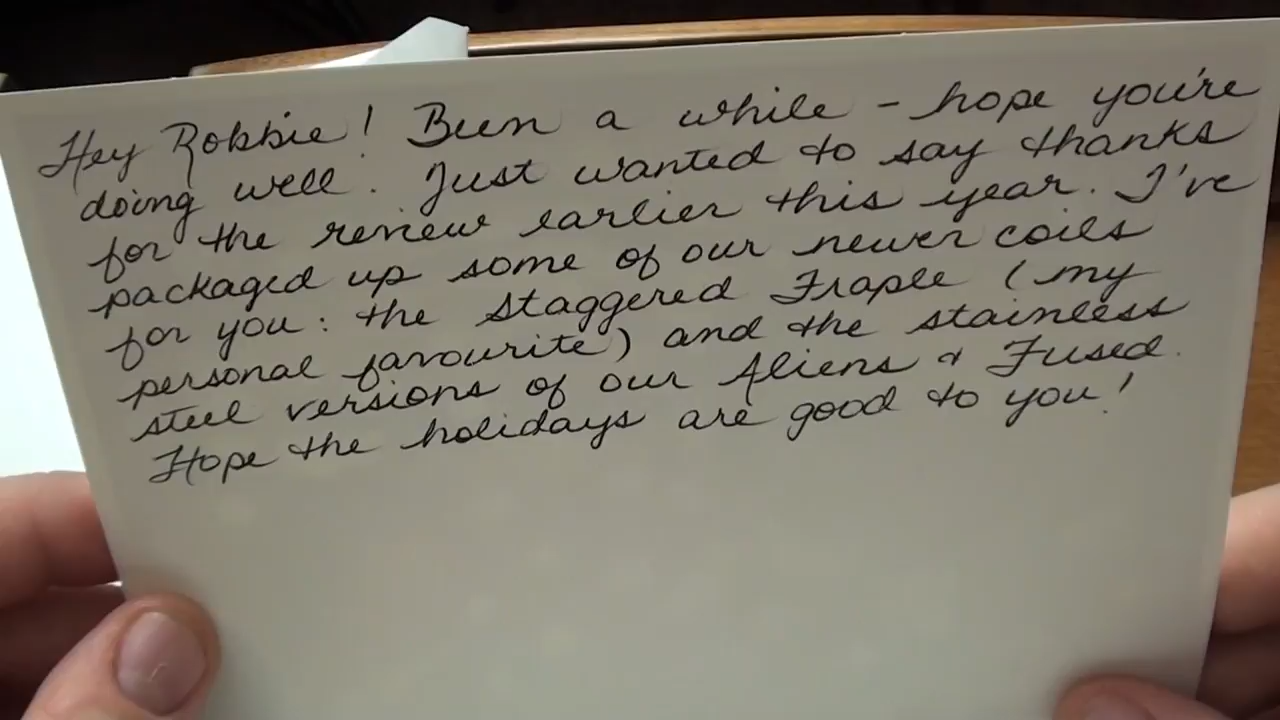 Hey Robbie! Been a while - hope you're
doing well. Just wanted to say thanks
for the review earlier this year. I've
packaged up some of our newer coils
for you: the Staggered Fraple (my
personal favourite) and the stainless
steel versions of our Aliens & Fused.
Hope the holidays are good to you!